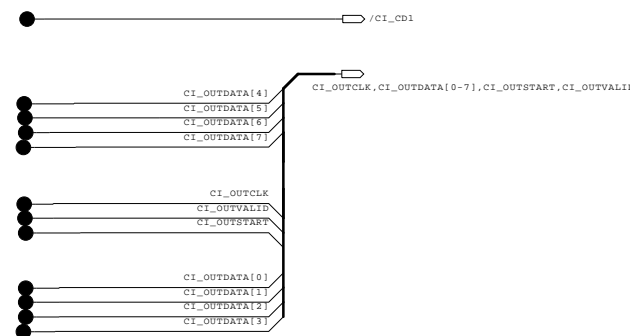 /CI_CD1
CI_OUTCLK,CI_OUTDATA[0-7],CI_OUTSTART,CI_OUTVALID
CI_OUTDATA[4]
CI_OUTDATA[5]
CI_OUTDATA[6]
CI_OUTDATA[7]
CI_OUTCLK
CI_OUTVALID
CI_OUTSTART
CI_OUTDATA[0]
CI_OUTDATA[1]
CI_OUTDATA[2]
CI_OUTDATA[3]